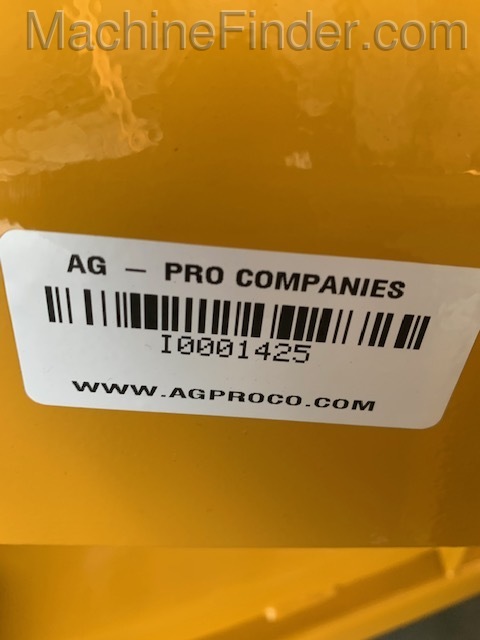 MachineFinder.com
AG – PRO COMPANIES
I0001425
WWW.AGPROCO.COM